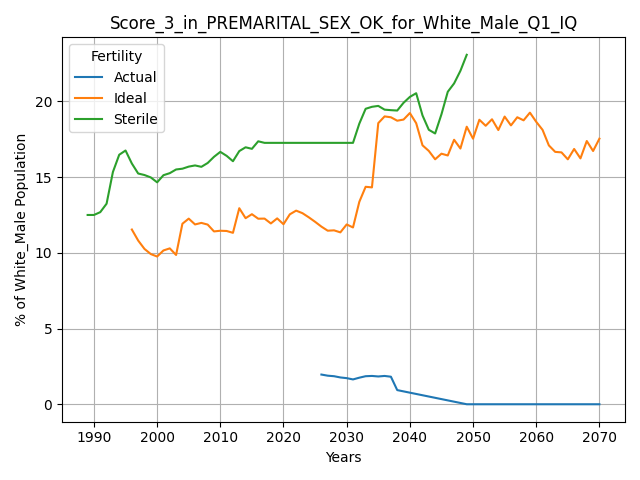 Score_3_in_PREMARITAL_SEX_OK_for_White_Male_Q1_IQ
Fertility
Actual
Ideal
Sterile
% of White_Male Population
20
15
10
5
0
1990 2000 2010 2020 2030 2040 2050 2060 2070
Years